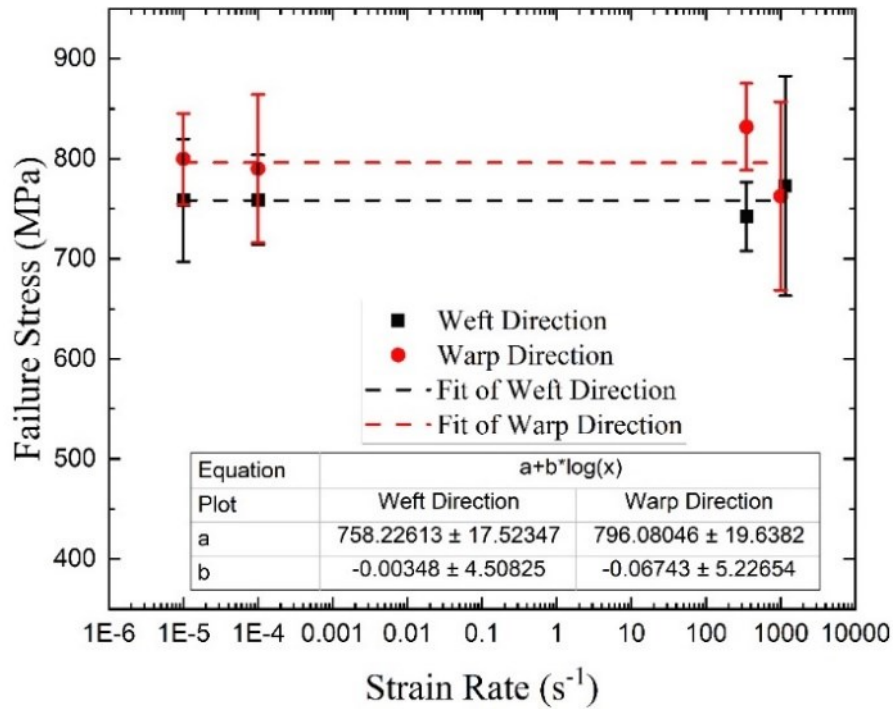 900
800
700
600
500
400
Failure Stress (MPa)
Weft Direction
Warp Direction
Fit of Weft Direction
Fit of Warp Direction
Equation a+b*log(x)
Plot Weft Direction Warp Direction
a 758.22613 ± 17.52347 796.08046 ± 19.6382
b -0.00348 ± 4.50825 -0.06743 ± 5.22654
1E-6 1E-5 1E-4 0.001 0.01 0.1 1 10 100 1000 10000
Strain Rate (s⁻¹)